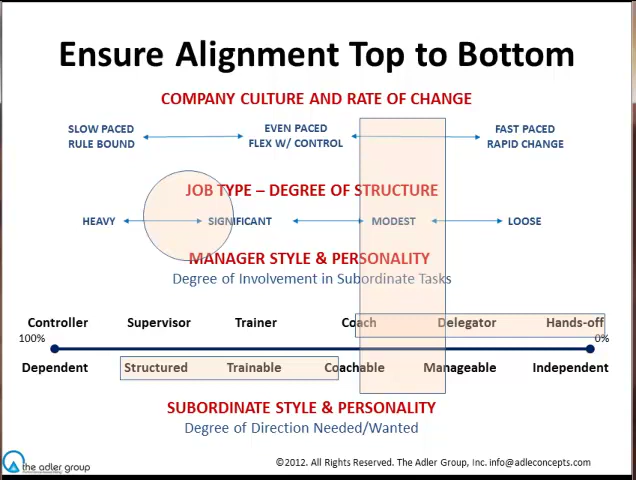 Ensure Alignment Top to Bottom
COMPANY CULTURE AND RATE OF CHANGE
SLOW PACED EVEN PACED FAST PACED
RULE BOUND FLEX W/ CONTROL RAPID CHANGE
JOB TYPE – DEGREE OF STRUCTURE
HEAVY SIGNIFICANT MODEST LOOSE
MANAGER STYLE & PERSONALITY
Degree of Involvement in Subordinate Tasks
Controller Supervisor Trainer Coach Delegator Hands-off
100% 0%
Dependent Structured Trainable Coachable Manageable Independent
SUBORDINATE STYLE & PERSONALITY
Degree of Direction Needed/Wanted
the adler group
©2012. All Rights Reserved. The Adler Group, Inc. info@adlerconcepts.com